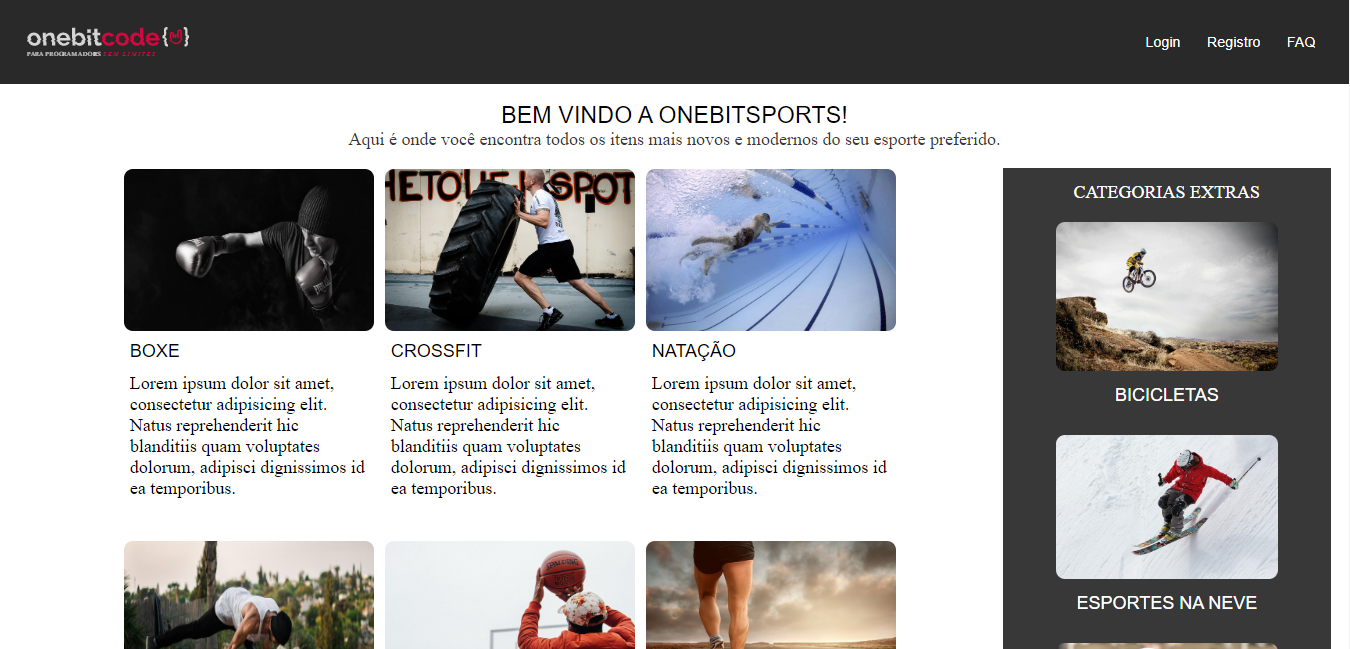 onebitcode{}
PARA PROGRAMADORES SEM LIMITES
Login Registro FAQ
BEM VINDO A ONEBITSPORTS!
Aqui é onde você encontra todos os itens mais novos e modernos do seu esporte preferido.
HETO SPOT
BOXE
Lorem ipsum dolor sit amet,
consectetur adipisicing elit.
Natus reprehenderit hic
blanditiis quam voluptates
dolorum, adipisci dignissimos id
ea temporibus.
CROSSFIT
Lorem ipsum dolor sit amet,
consectetur adipisicing elit.
Natus reprehenderit hic
blanditiis quam voluptates
dolorum, adipisci dignissimos id
ea temporibus.
NATAÇÃO
Lorem ipsum dolor sit amet,
consectetur adipisicing elit.
Natus reprehenderit hic
blanditiis quam voluptates
dolorum, adipisci dignissimos id
ea temporibus.
SPALDING
CATEGORIAS EXTRAS
BICICLETAS
ESPORTES NA NEVE